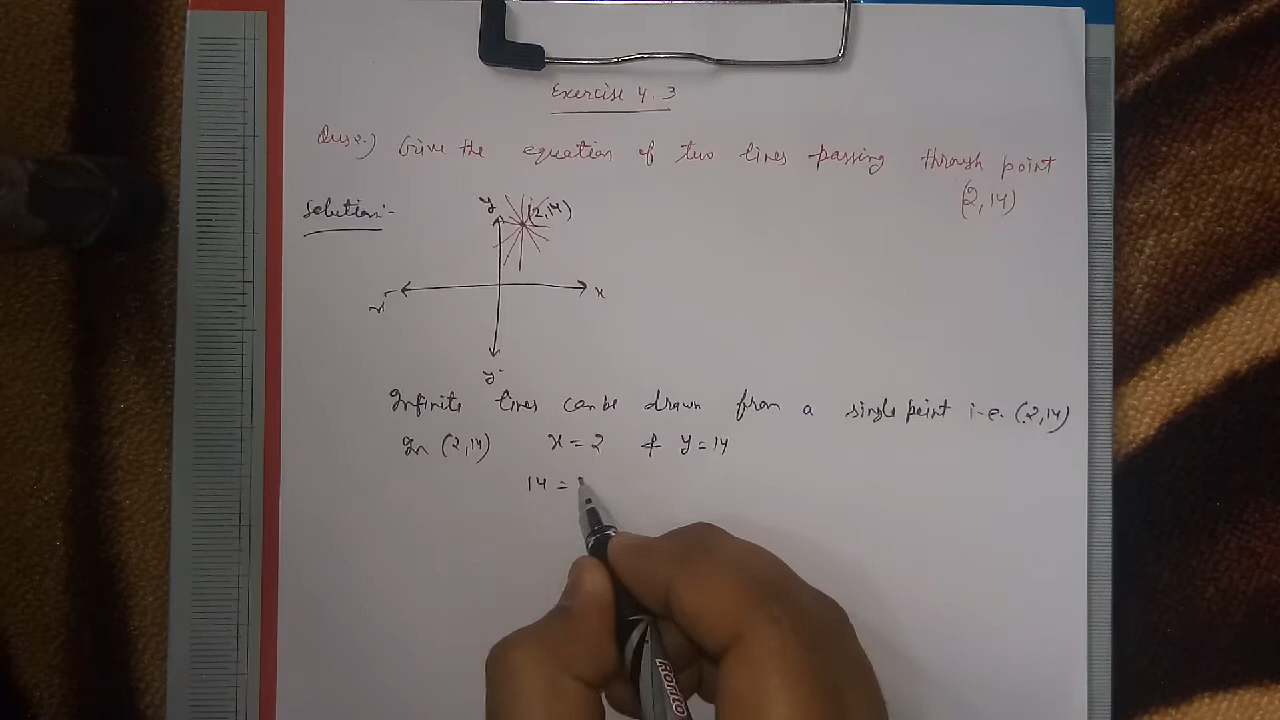 Exercise 4.3
Ques2.) Give the equation of two lines passing through point
(2,14)
Solution:-
y
(2,14)
x'
x
y'
Infinite lines can be drawn from a single point i.e. (2,14)
In (2,14) x = 2 & y = 14
14 =